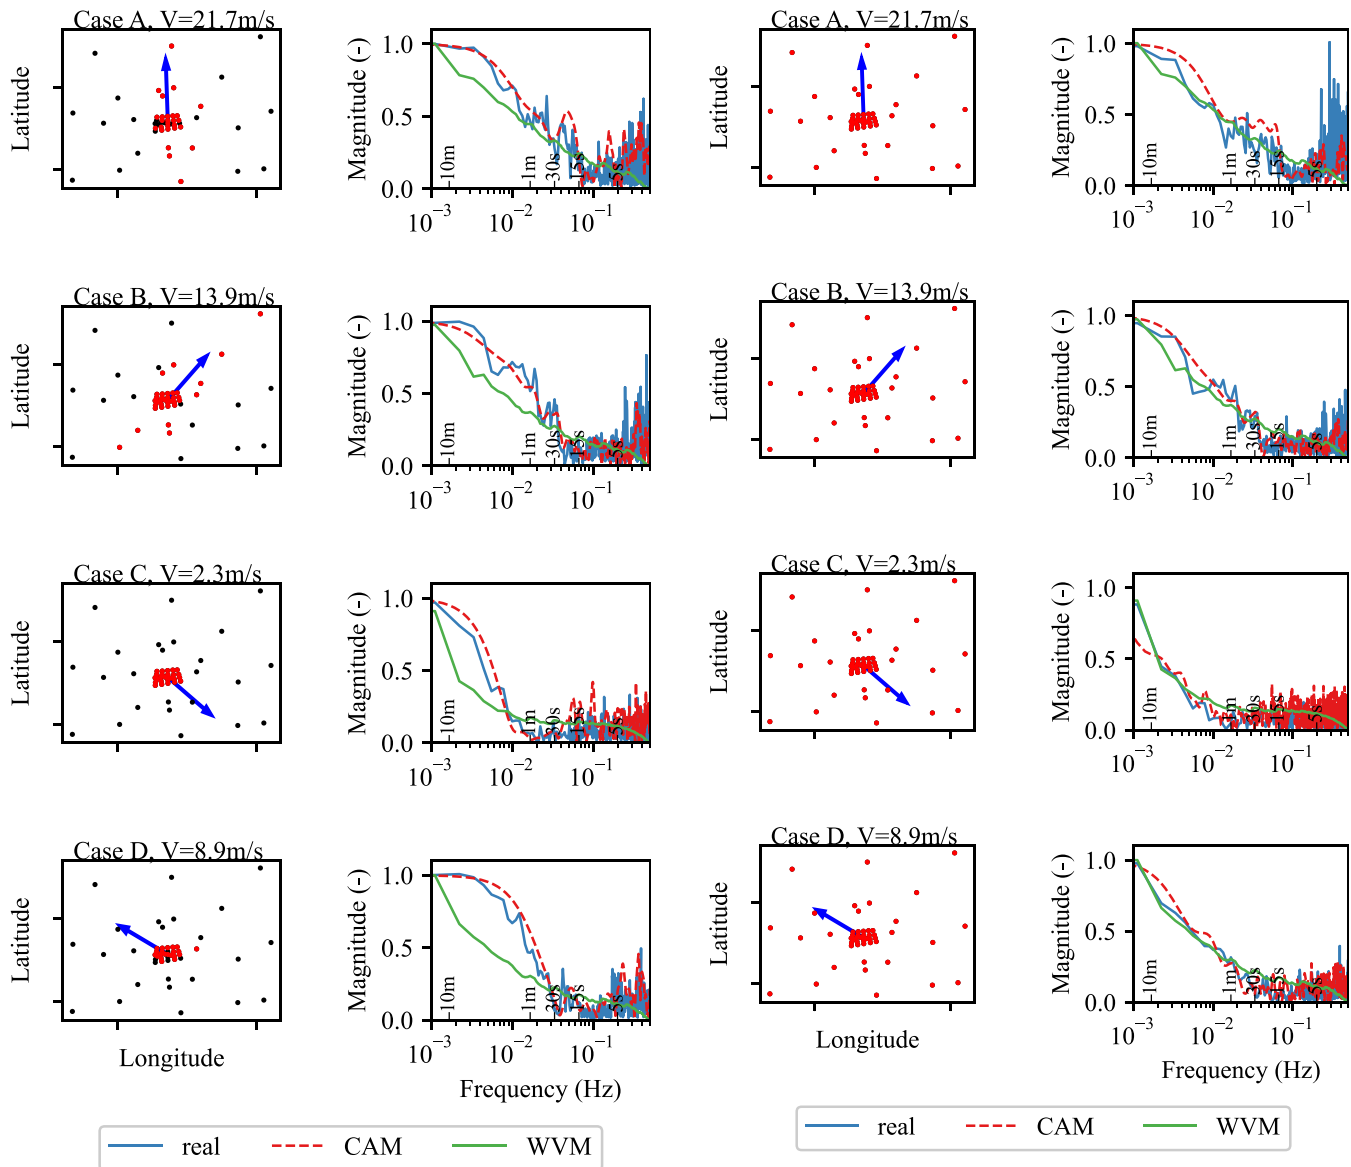 Case A, V=21.7m/s
Latitude
Magnitude (-)
1.0
0.5
0.0
10m
1m
30s
15s
5s
10⁻³
10⁻²
10⁻¹
Case A, V=21.7m/s
Latitude
Magnitude (-)
1.0
0.5
0.0
10m
1m
30s
15s
5s
10⁻³
10⁻²
10⁻¹
Case B, V=13.9m/s
Latitude
Magnitude (-)
1.0
0.5
0.0
10m
1m
30s
15s
5s
10⁻³
10⁻²
10⁻¹
Case B, V=13.9m/s
Latitude
Magnitude (-)
1.0
0.5
0.0
10m
1m
30s
15s
5s
10⁻³
10⁻²
10⁻¹
Case C, V=2.3m/s
Latitude
Magnitude (-)
1.0
0.5
0.0
10m
1m
30s
15s
5s
10⁻³
10⁻²
10⁻¹
Case C, V=2.3m/s
Latitude
Magnitude (-)
1.0
0.5
0.0
10m
1m
30s
15s
5s
10⁻³
10⁻²
10⁻¹
Case D, V=8.9m/s
Latitude
Longitude
Magnitude (-)
1.0
0.5
0.0
10m
1m
30s
15s
5s
10⁻³
10⁻²
10⁻¹
Frequency (Hz)
Case D, V=8.9m/s
Latitude
Longitude
Magnitude (-)
1.0
0.5
0.0
10m
1m
30s
15s
5s
10⁻³
10⁻²
10⁻¹
Frequency (Hz)
real CAM WVM
real CAM WVM